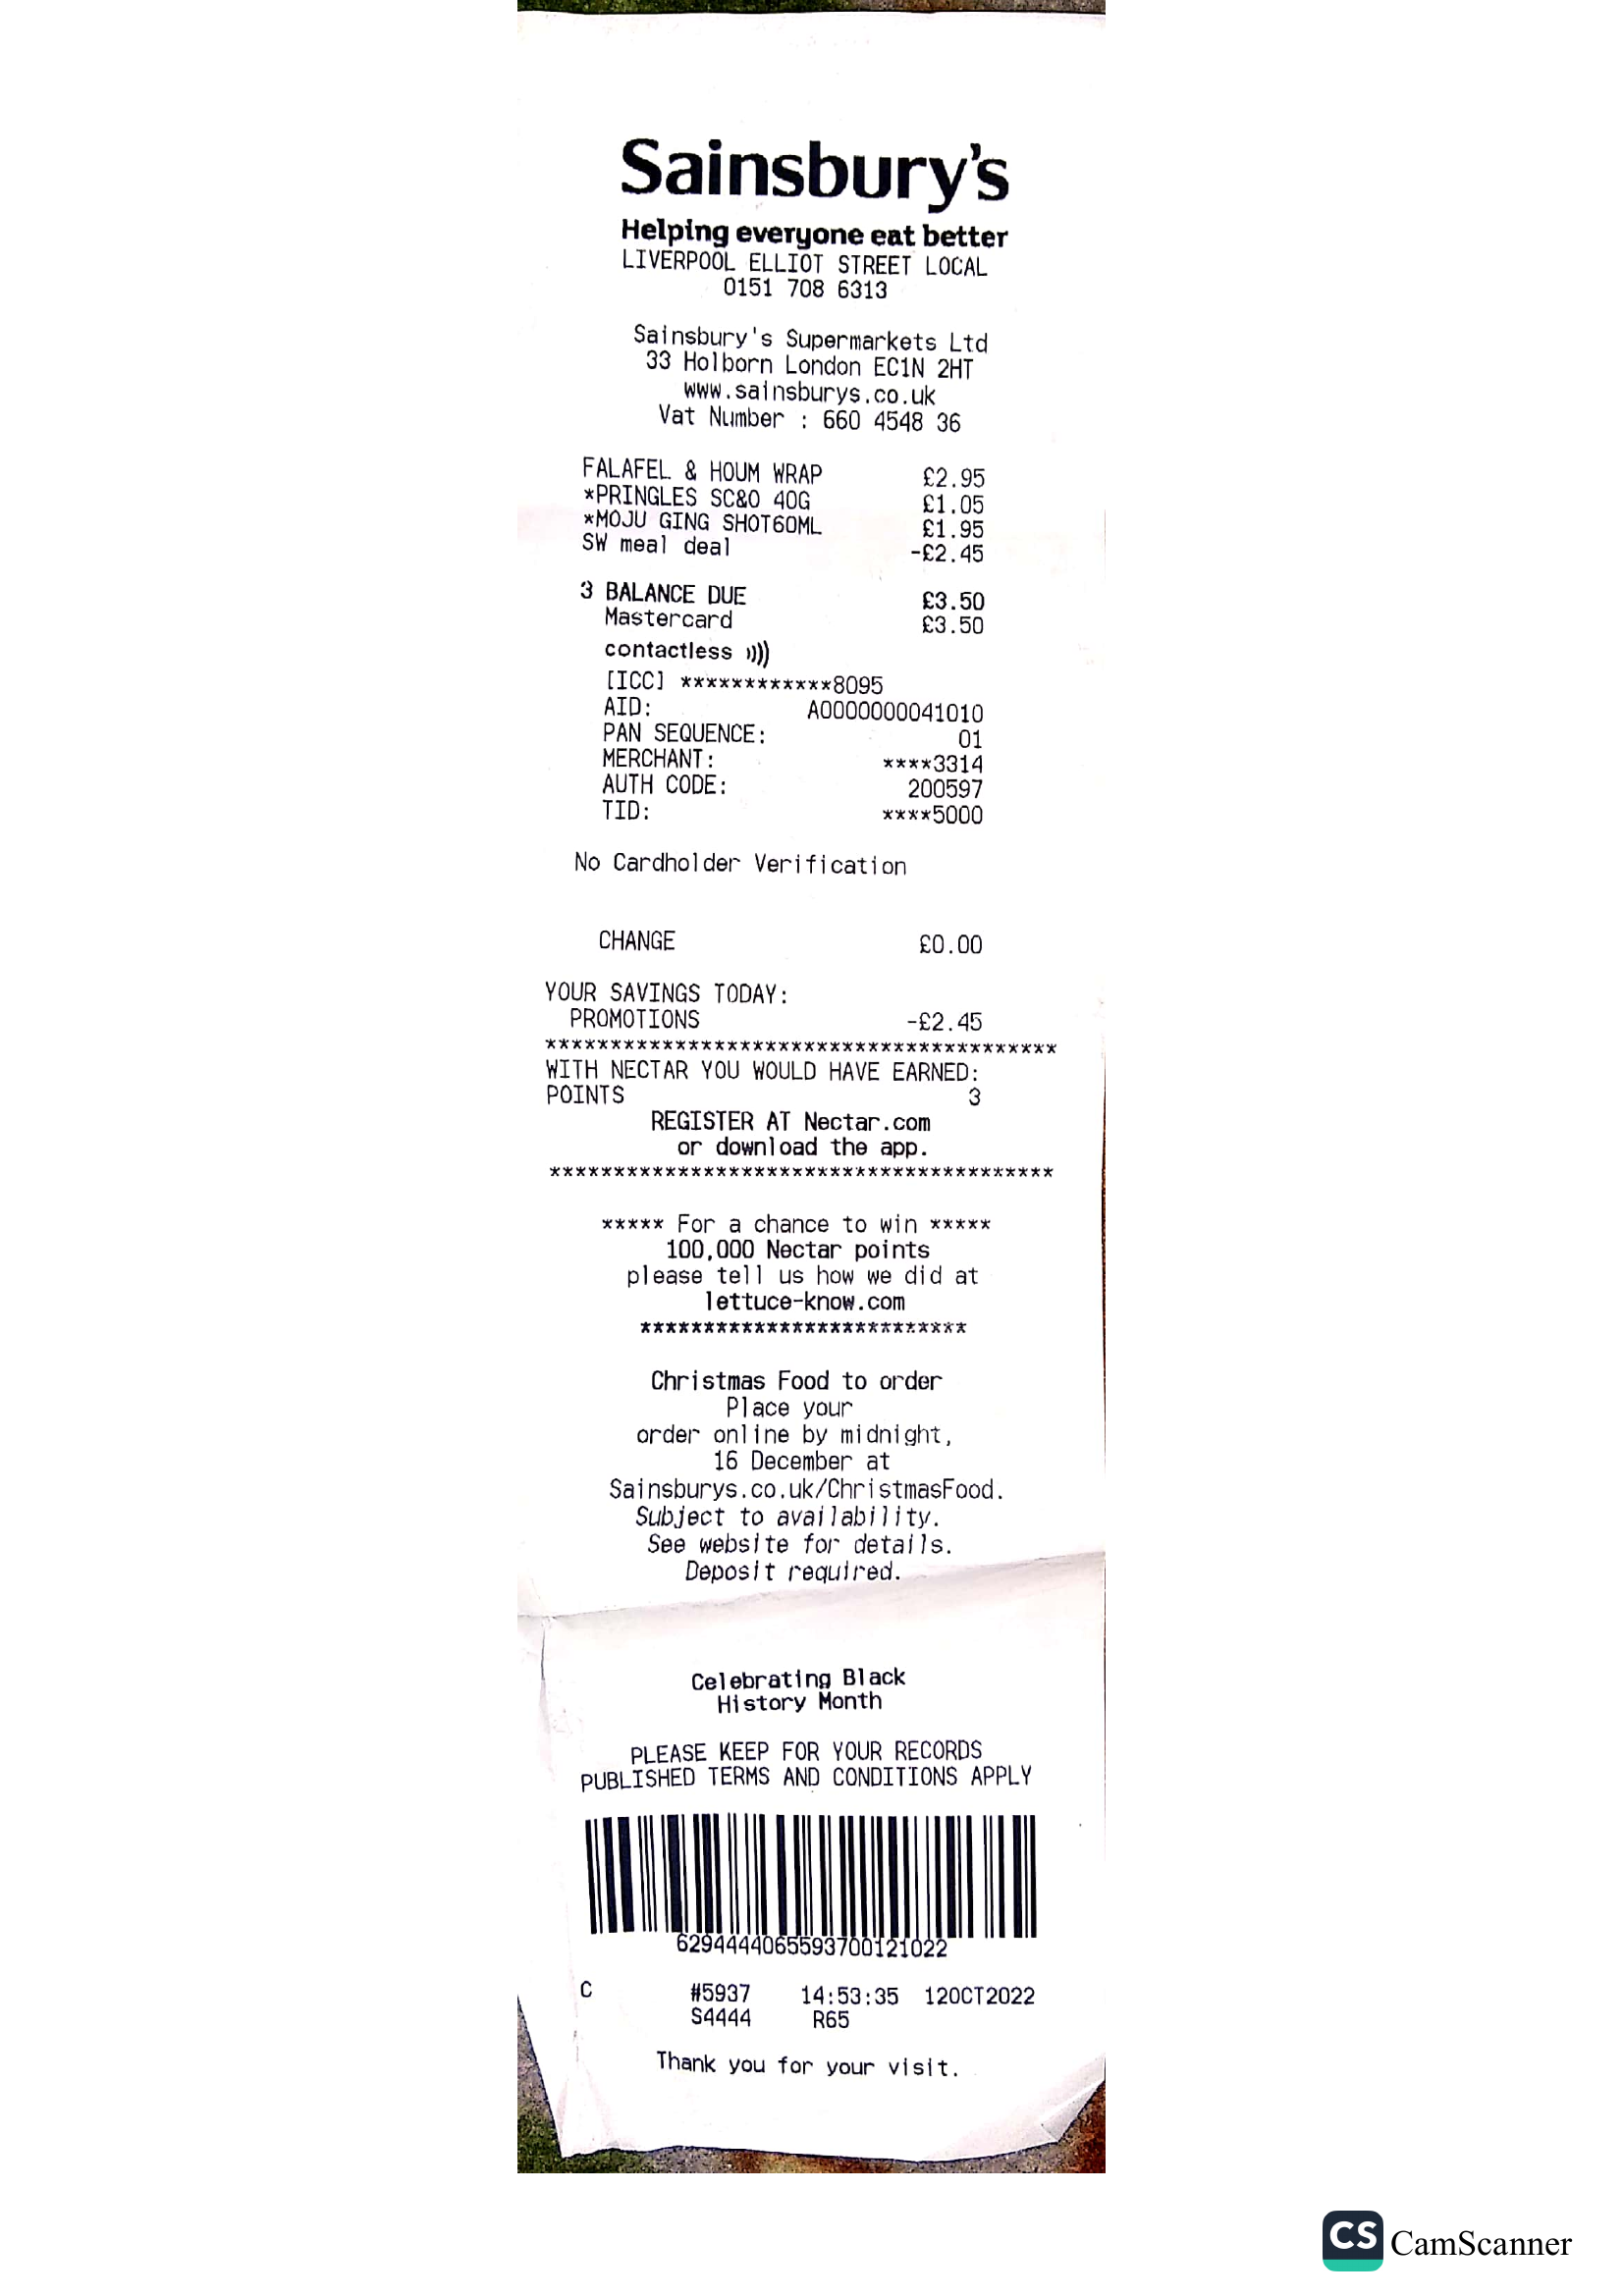 Sainsbury's
Helping everyone eat better
LIVERPOOL ELLIOT STREET LOCAL
0151 708 6313
Sainsbury's Supermarkets Ltd
33 Holborn London EC1N 2HT
www.sainsburys.co.uk
Vat Number : 660 4548 36
FALAFEL & HOUM WRAP £2.95
*PRINGLES SC&O 40G £1.05
*MOJU GING SHOT60ML £1.95
SW meal deal -£2.45
3 BALANCE DUE £3.50
Mastercard £3.50
contactless
[ICC] ************8095
AID: A0000000041010
PAN SEQUENCE: 01
MERCHANT: ****3314
AUTH CODE: 200597
TID: ****5000
No Cardholder Verification
CHANGE £0.00
YOUR SAVINGS TODAY:
PROMOTIONS -£2.45
****************************************
WITH NECTAR YOU WOULD HAVE EARNED:
POINTS 3
REGISTER AT Nectar.com
or download the app.
****************************************
***** For a chance to win *****
100,000 Nectar points
please tell us how we did at
lettuce-know.com
**************************
Christmas Food to order
Place your
order online by midnight,
16 December at
Sainsburys.co.uk/ChristmasFood.
Subject to availability.
See website for details.
Deposit required.
Celebrating Black
History Month
PLEASE KEEP FOR YOUR RECORDS
PUBLISHED TERMS AND CONDITIONS APPLY
6294444065593700121022
C #5937 14:53:35 12OCT2022
S4444 R65
Thank you for your visit.
CS CamScanner